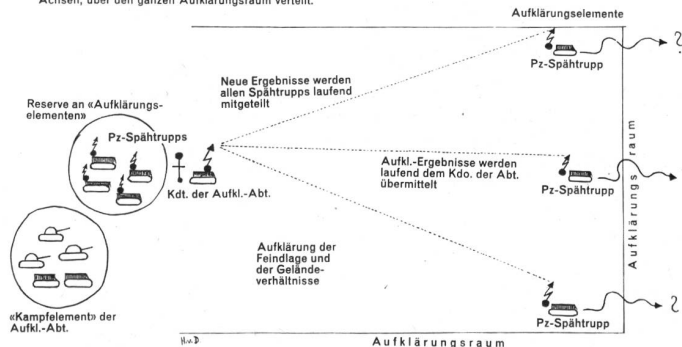 Achsen, über den ganzen Aufklärungsraum verteilt.
Aufklärungselemente
Pz-Spähtrupp
?
Neue Ergebnisse werden
allen Spähtrupps laufend
mitgeteilt
Reserve an «Aufklärungs-
elementen»
Pz-Spähtrupps
Kdt. der Aufkl.-Abt.
Aufkl.-Ergebnisse werden
laufend dem Kdo. der Abt.
übermittelt
Pz-Spähtrupp
Aufklärungsraum
Aufklärung der
Feindlage und
der Gelände-
verhältnisse
«Kampfelement» der
Aufkl.-Abt.
Pz-Spähtrupp
?
H.v.D.
Aufklärungsraum